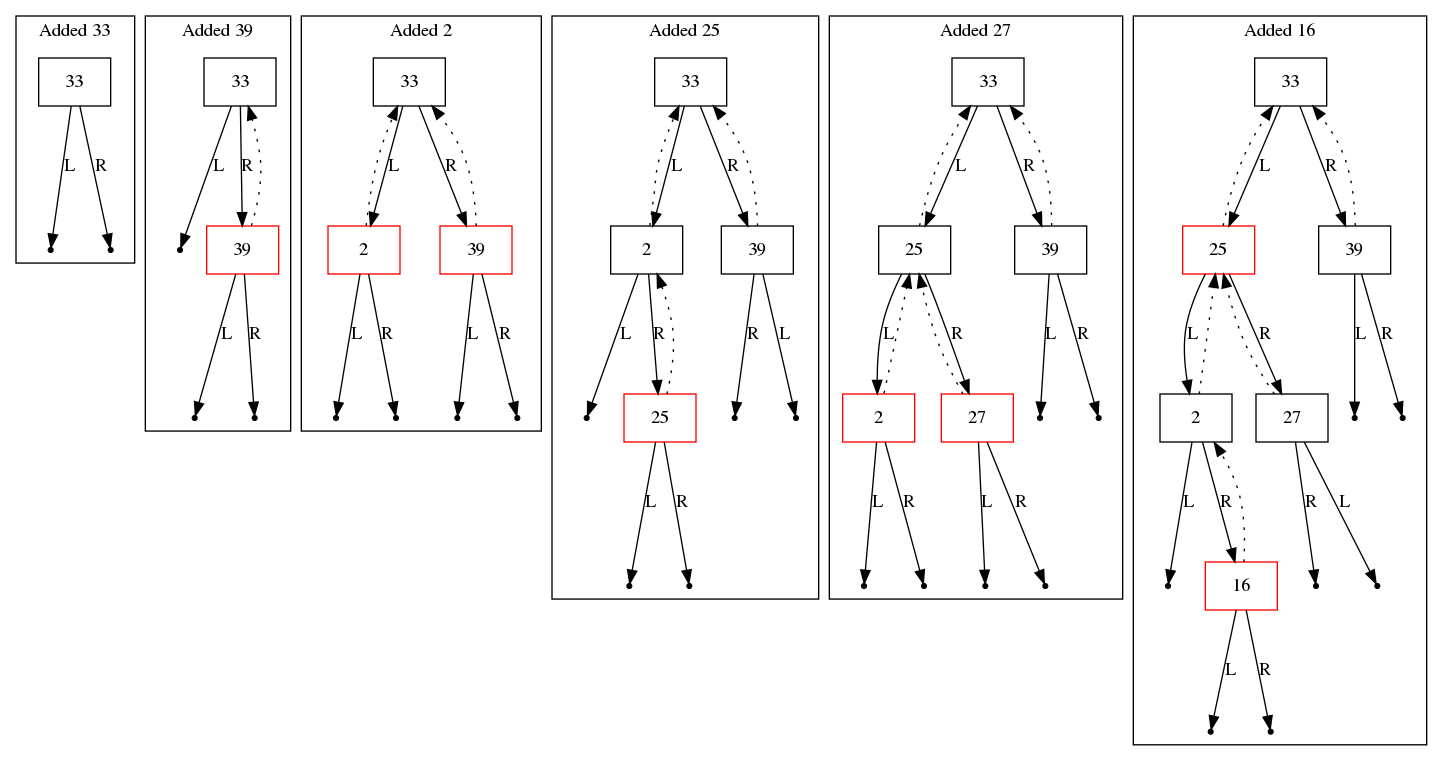 Added 33
33
L R
Added 39
33
L R
39
L R
Added 2
33
L R
2 39
L R L R
Added 25
33
L R
2 39
L R R L
25
L R
Added 27
33
L R
25 39
L R L R
2 27
L R L R
Added 16
33
L R
25 39
L R L R
2 27
L R R L
16
L R